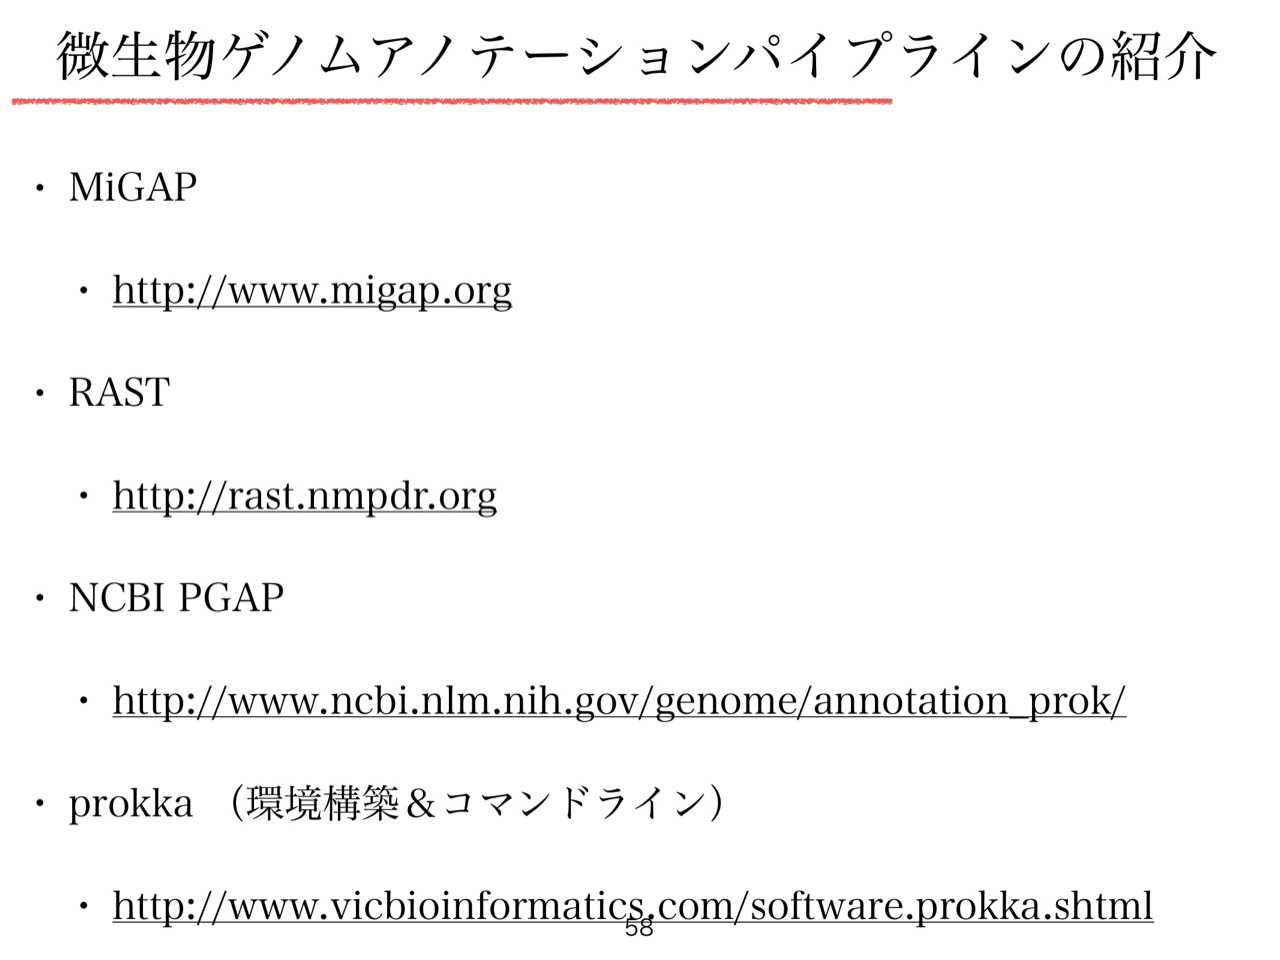 微生物ゲノムアノテーションパイプラインの紹介
・ MiGAP
・ http://www.migap.org
・ RAST
・ http://rast.nmpdr.org
・ NCBI PGAP
・ http://www.ncbi.nlm.nih.gov/genome/annotation_prok/
・ prokka （環境構築＆コマンドライン）
・ http://www.vicbioinformatics.com/software.prokka.shtml
58